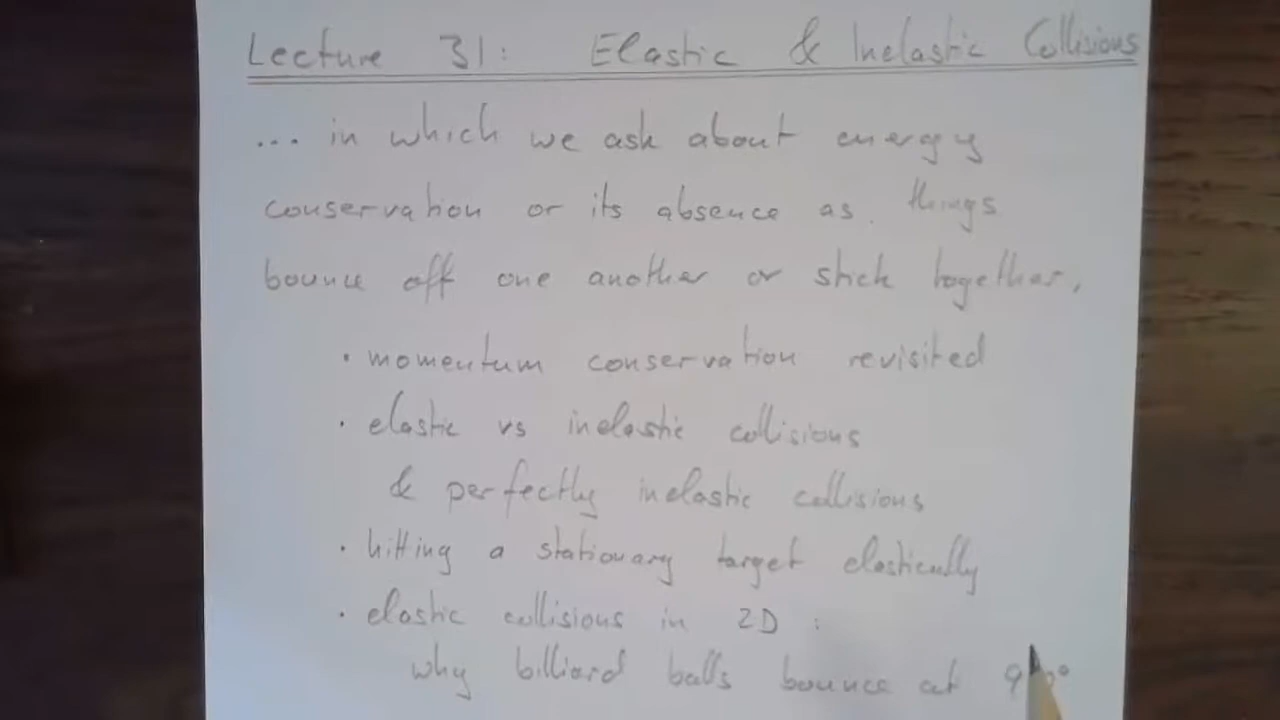 Lecture 31: Elastic & Inelastic Collisions
... in which we ask about energy
conservation or its absence as things
bounce off one another or stick together.
• momentum conservation revisited
• elastic vs inelastic collisions
& perfectly inelastic collisions
• hitting a stationary target elastically
• elastic collisions in 2D:
why billiard balls bounce at 90°